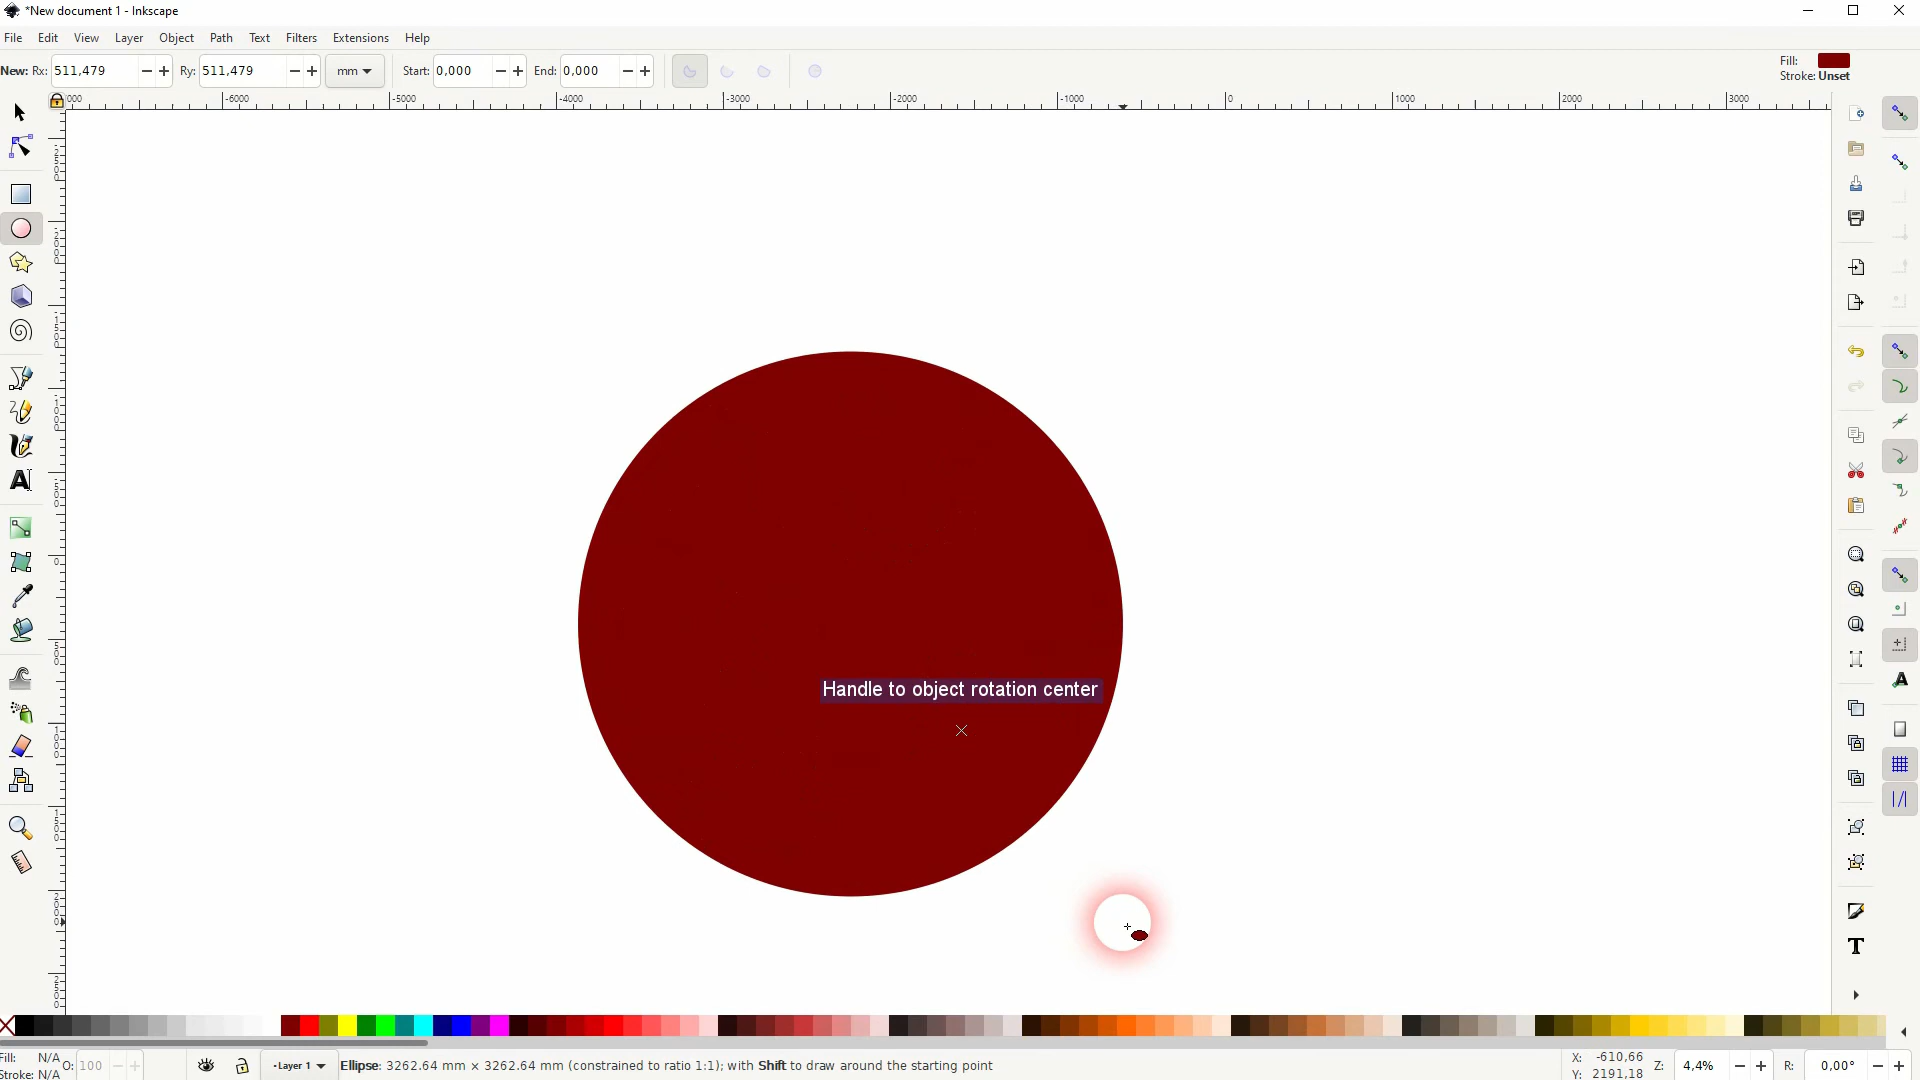 *New document 1 - Inkscape
File Edit View Layer Object Path Text Filters Extensions Help
New: Rx: 511,479 Ry: 511,479 mm Start: 0,000 End: 0,000
Fill:
Stroke: Unset
000 -6000 -5000 -4000 -3000 -2000 -1000 0 1000 2000 3000
Handle to object rotation center
Fill: N/A
Stroke: N/A
O: 100
•Layer 1
Ellipse: 3262.64 mm × 3262.64 mm (constrained to ratio 1:1); with Shift to draw around the starting point
X: -610,66
Y: 2191,18
Z: 4,4%
R: 0,00°